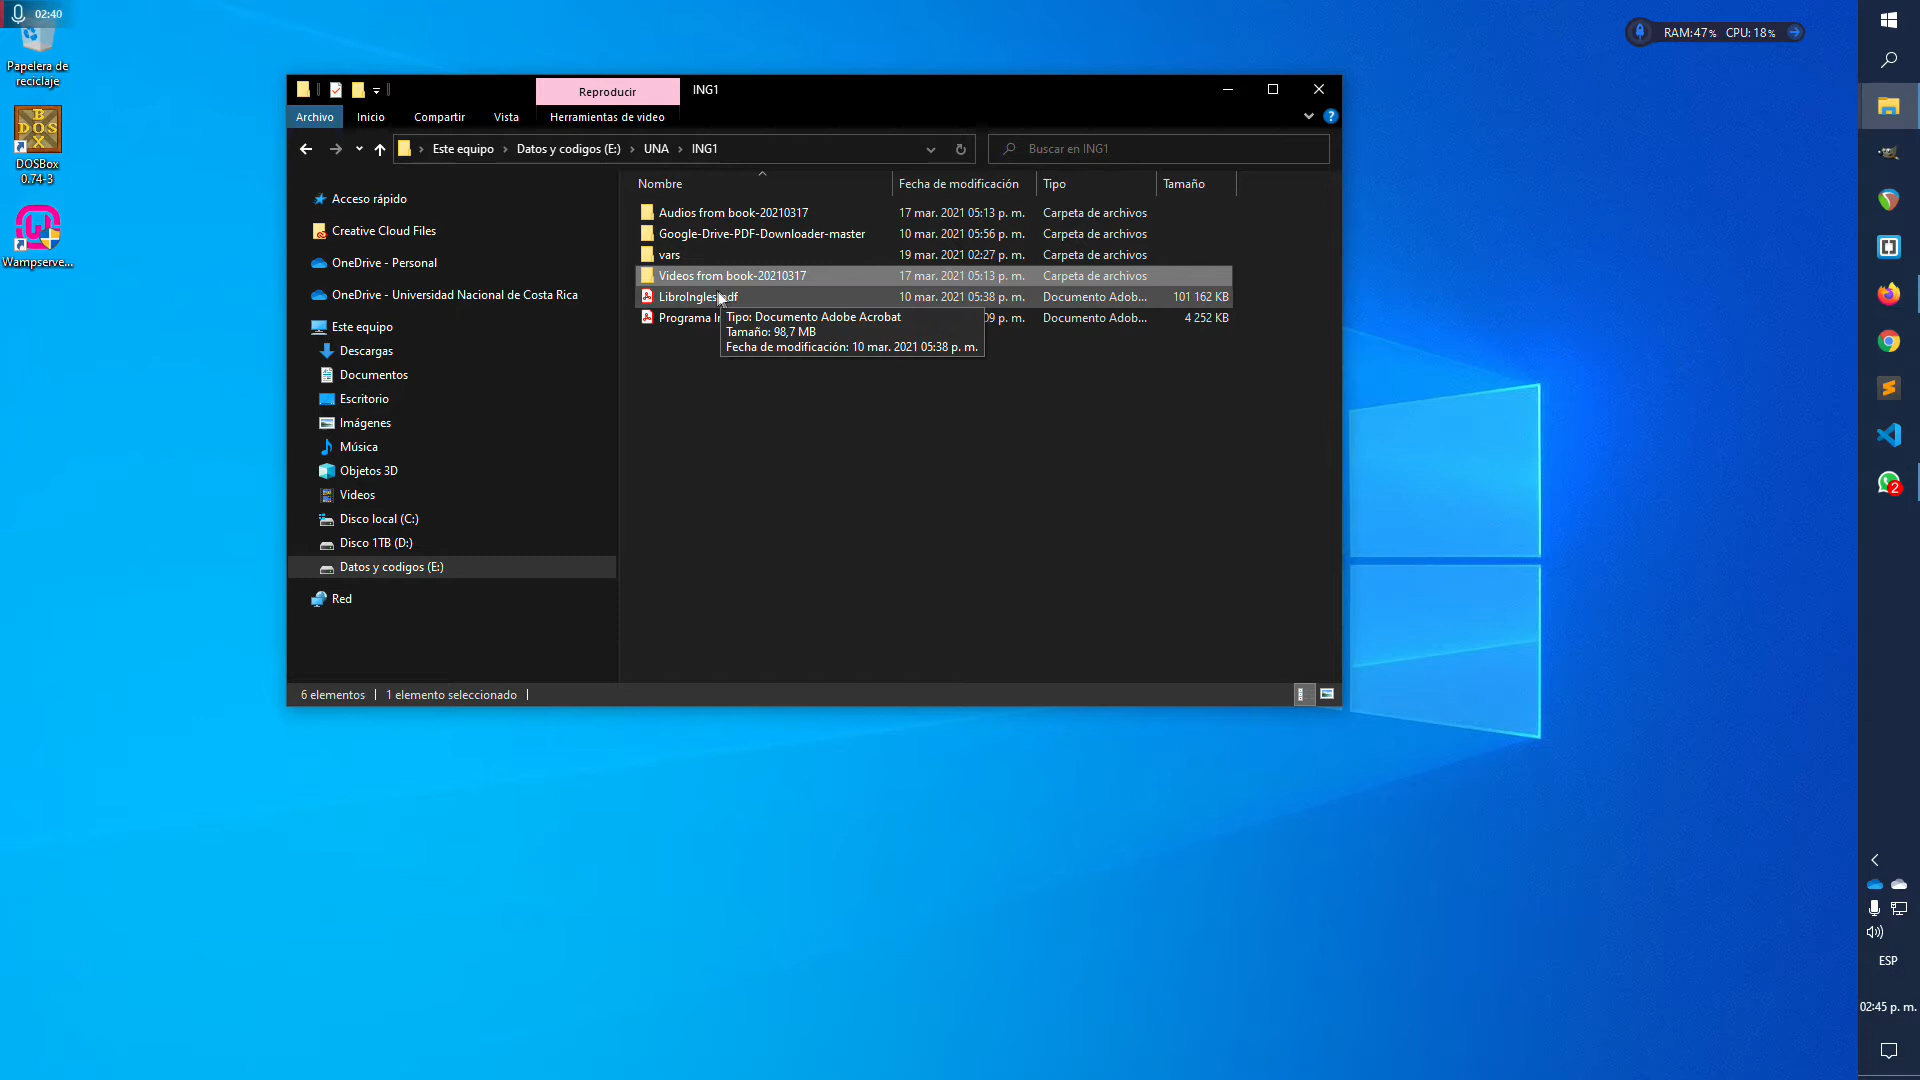 02:40
Papelera de
reciclaje
DOSBox
0.74-3
Wampserve...
RAM:47% CPU: 18%
Reproducir
ING1
Archivo
Inicio
Compartir
Vista
Herramientas de video
Este equipo
Datos y codigos (E:)
UNA
ING1
Buscar en ING1
Acceso rápido
Creative Cloud Files
OneDrive - Personal
OneDrive - Universidad Nacional de Costa Rica
Este equipo
Descargas
Documentos
Escritorio
Imágenes
Música
Objetos 3D
Videos
Disco local (C:)
Disco 1TB (D:)
Datos y codigos (E:)
Red
Nombre Fecha de modificación Tipo Tamaño
Audios from book-20210317 17 mar. 2021 05:13 p. m. Carpeta de archivos
Google-Drive-PDF-Downloader-master 10 mar. 2021 05:56 p. m. Carpeta de archivos
vars 19 mar. 2021 02:27 p. m. Carpeta de archivos
Videos from book-20210317 17 mar. 2021 05:13 p. m. Carpeta de archivos
10 mar. 2021 05:38 p. m. Documento Adob... 101 162 KB
Programa p. m. Documento Adob... 4 252 KB
Tipo: Documento Adobe Acrobat
Tamaño: 98,7 MB
Fecha de modificación: 10 mar. 2021 05:38 p. m.
6 elementos
1 elemento seleccionado
2
ESP
02:45 p. m.